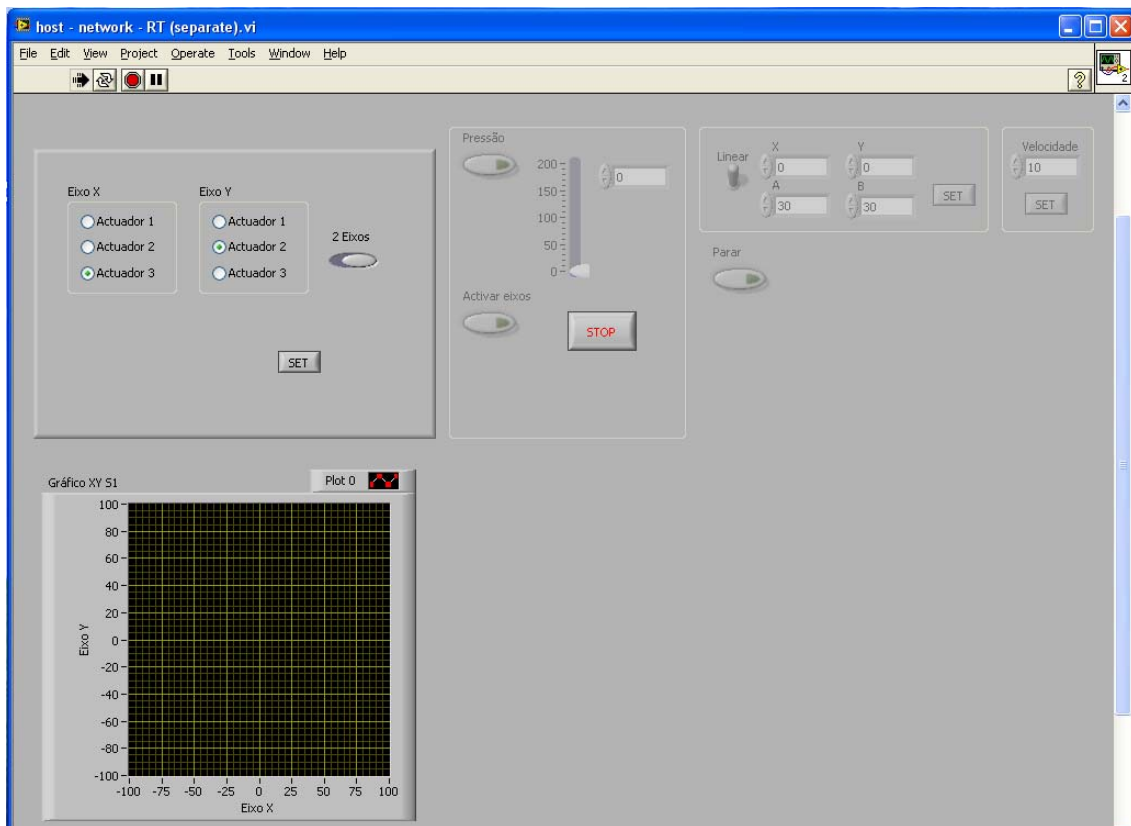 host - network - RT (separate).vi
File Edit View Project Operate Tools Window Help
2
Eixo X
Actuador 1
Actuador 2
Actuador 3
Eixo Y
Actuador 1
Actuador 2
Actuador 3
2 Eixos
SET
Pressão
200
150
100
50
0
0
Activar eixos
STOP
Linear
X
0
Y
0
A
30
B
30
SET
Velocidade
10
SET
Parar
Gráfico XY S1
Plot 0
100
80
60
40
20
0
-20
-40
-60
-80
-100
Eixo Y
-100 -75 -50 -25 0 25 50 75 100
Eixo X